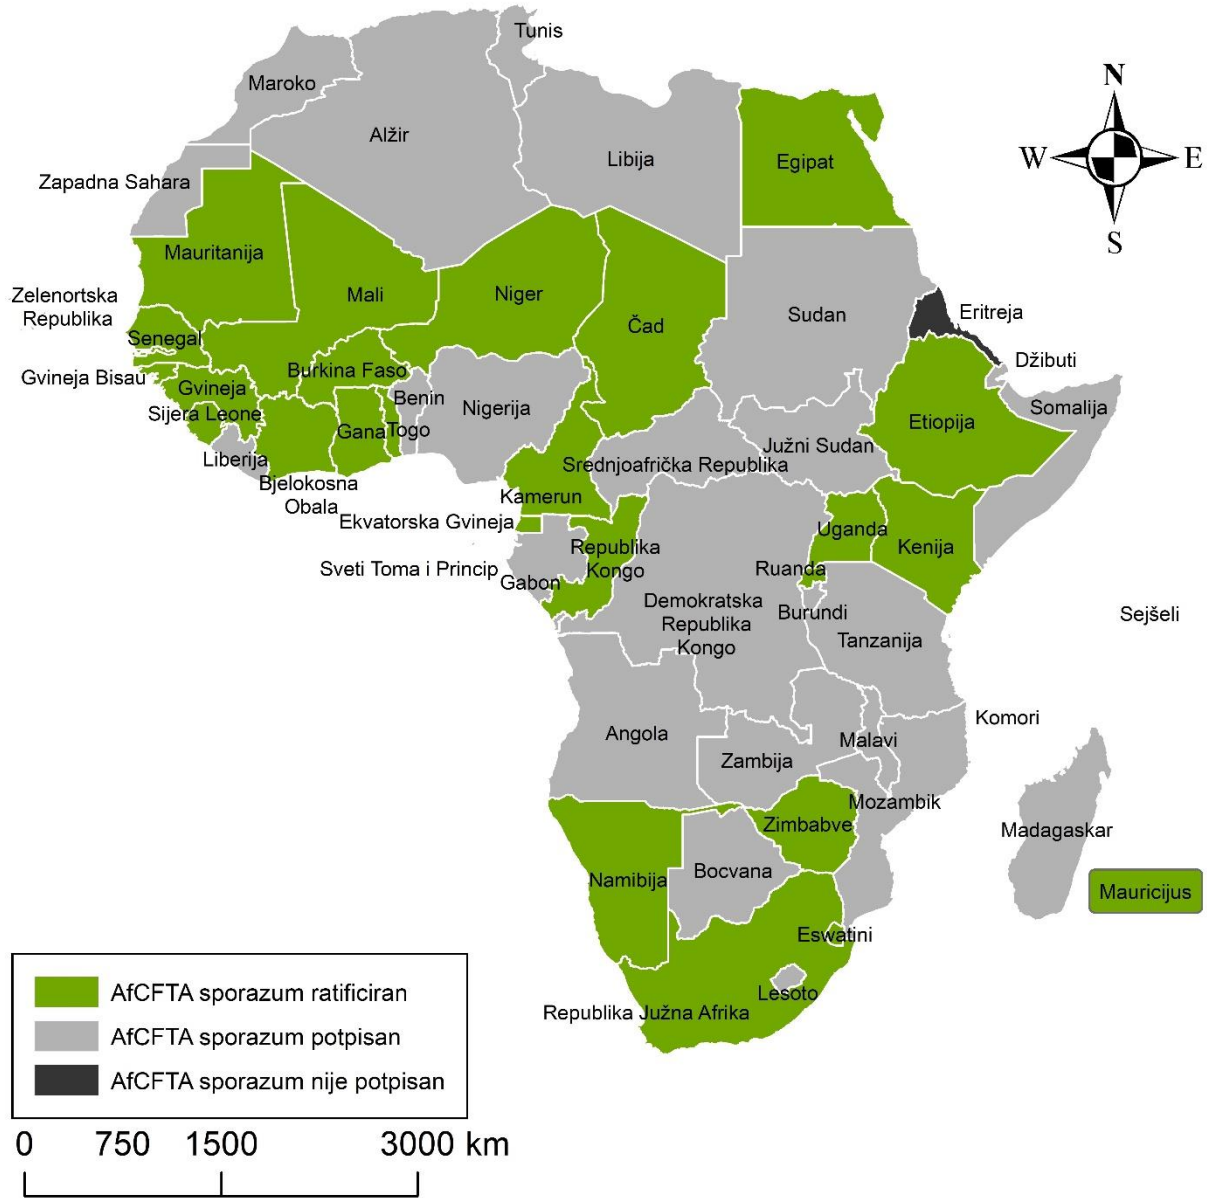 Tunis
Maroko
Alžir
Libija
Egipat
N
W
E
S
Zapadna Sahara
Mauritanija
Mali
Niger
Čad
Sudan
Eritreja
Džibuti
Zelenortska
Republika
Senegal
Gvineja Bisau
Gvineja
Burkina Faso
Benin
Nigerija
Sijera Leone
Gana
Togo
Liberija
Bjelokosna
Obala
Srednjoafrička Republika
Južni Sudan
Etiopija
Somalija
Kamerun
Ekvatorska Gvineja
Sveti Toma i Princip
Gabon
Republika
Kongo
Uganda
Kenija
Ruanda
Burundi
Demokratska
Republika
Kongo
Tanzanija
Sejšeli
Komori
Angola
Zambija
Malavi
Mozambik
Zimbabve
Madagaskar
Mauricijus
Namibija
Bocvana
Eswatini
Lesoto
Republika Južna Afrika
AfCFTA sporazum ratificiran
AfCFTA sporazum potpisan
AfCFTA sporazum nije potpisan
0 750 1500 3000 km